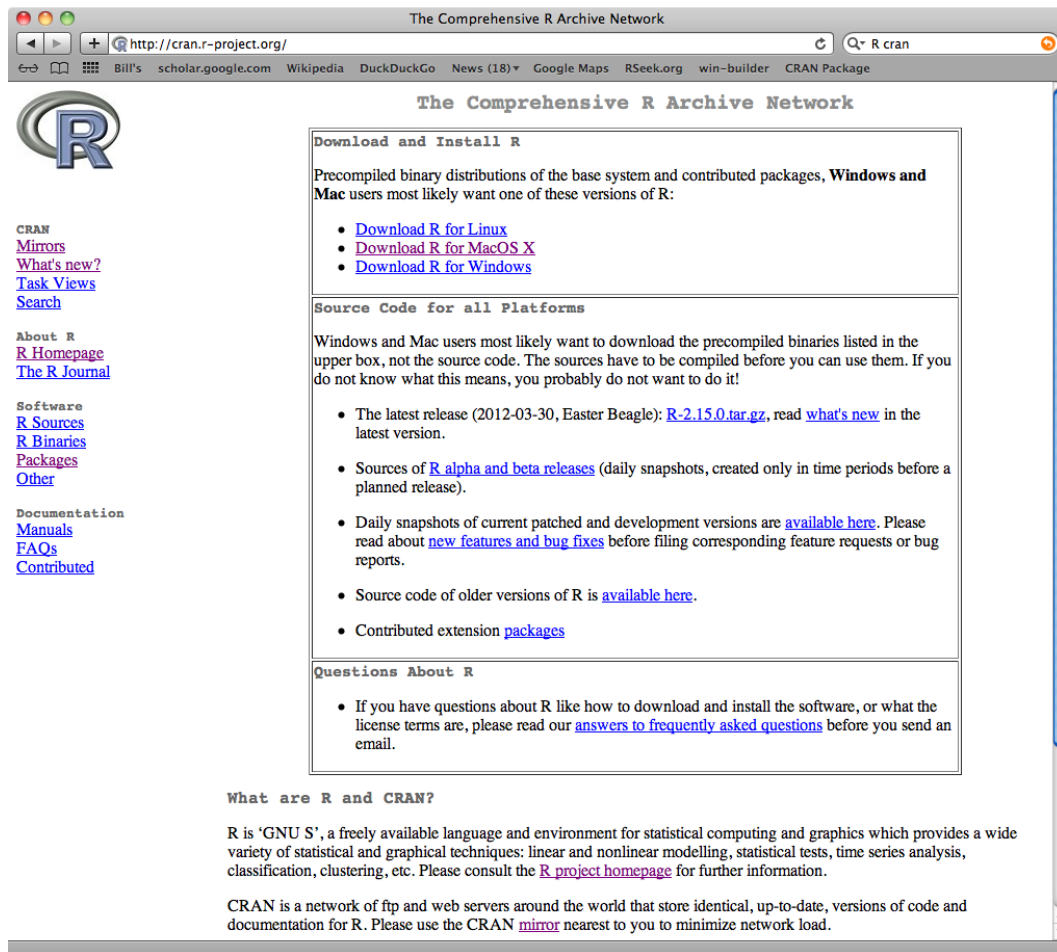 The Comprehensive R Archive Network
http://cran.r-project.org/
R cran
Bill's scholar.google.com Wikipedia DuckDuckGo News (18) Google Maps RSeek.org win-builder CRAN Package
R
CRAN
Mirrors
What's new?
Task Views
Search
About R
R Homepage
The R Journal
Software
R Sources
R Binaries
Packages
Other
Documentation
Manuals
FAQs
Contributed
The Comprehensive R Archive Network
Download and Install R
Precompiled binary distributions of the base system and contributed packages, Windows and
Mac users most likely want one of these versions of R:
• Download R for Linux
• Download R for MacOS X
• Download R for Windows
Source Code for all Platforms
Windows and Mac users most likely want to download the precompiled binaries listed in the
upper box, not the source code. The sources have to be compiled before you can use them. If you
do not know what this means, you probably do not want to do it!
• The latest release (2012-03-30, Easter Beagle): R-2.15.0.tar.gz, read what's new in the
latest version.
• Sources of R alpha and beta releases (daily snapshots, created only in time periods before a
planned release).
• Daily snapshots of current patched and development versions are available here. Please
read about new features and bug fixes before filing corresponding feature requests or bug
reports.
• Source code of older versions of R is available here.
• Contributed extension packages
Questions About R
• If you have questions about R like how to download and install the software, or what the
license terms are, please read our answers to frequently asked questions before you send an
email.
What are R and CRAN?
R is ‘GNU S’, a freely available language and environment for statistical computing and graphics which provides a wide
variety of statistical and graphical techniques: linear and nonlinear modelling, statistical tests, time series analysis,
classification, clustering, etc. Please consult the R project homepage for further information.
CRAN is a network of ftp and web servers around the world that store identical, up-to-date, versions of code and
documentation for R. Please use the CRAN mirror nearest to you to minimize network load.